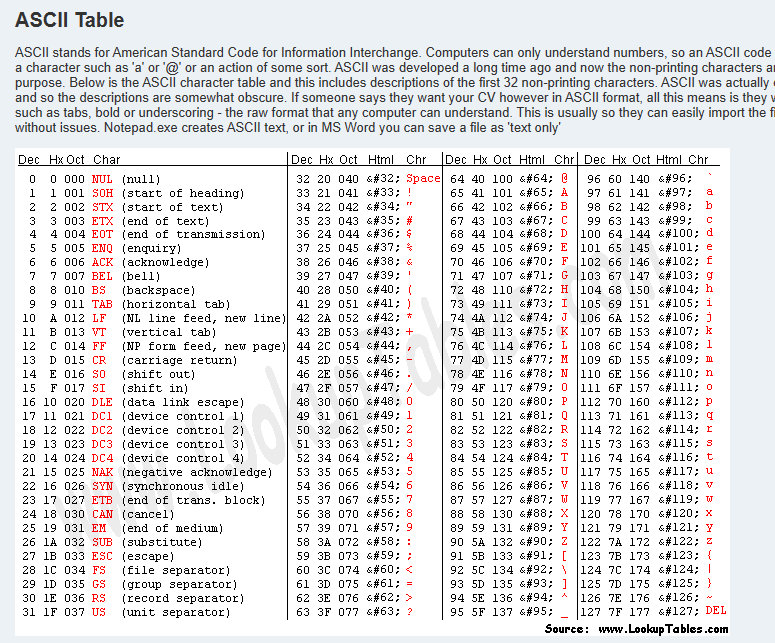 ASCII Table
ASCII stands for American Standard Code for Information Interchange. Computers can only understand numbers, so an ASCII code
a character such as 'a' or '@' or an action of some sort. ASCII was developed a long time ago and now the non-printing characters
purpose. Below is the ASCII character table and this includes descriptions of the first 32 non-printing characters. ASCII was actually
and so the descriptions are somewhat obscure. If someone says they want your CV however in ASCII format, all this means is they
such as tabs, bold or underscoring - the raw format that any computer can understand. This is usually so they can easily import the
without issues. Notepad.exe creates ASCII text, or in MS Word you can save a file as 'text only'
Dec Hx Oct Char Dec Hx Oct Html Chr Dec Hx Oct Html Chr Dec Hx Oct Html Chr
0 0 000 NUL (null) 32 20 040 &#32; Space 64 40 100 &#64; @ 96 60 140 &#96; `
1 1 001 SOH (start of heading) 33 21 041 &#33; ! 65 41 101 &#65; A 97 61 141 &#97; a
2 2 002 STX (start of text) 34 22 042 &#34; " 66 42 102 &#66; B 98 62 142 &#98; b
3 3 003 ETX (end of text) 35 23 043 &#35; # 67 43 103 &#67; C 99 63 143 &#99; c
4 4 004 EOT (end of transmission) 36 24 044 &#36; $ 68 44 104 &#68; D 100 64 144 &#100; d
5 5 005 ENQ (enquiry) 37 25 045 &#37; % 69 45 105 &#69; E 101 65 145 &#101; e
6 6 006 ACK (acknowledge) 38 26 046 &#38; & 70 46 106 &#70; F 102 66 146 &#102; f
7 7 007 BEL (bell) 39 27 047 &#39; ' 71 47 107 &#71; G 103 67 147 &#103; g
8 8 010 BS (backspace) 40 28 050 &#40; ( 72 48 110 &#72; H 104 68 150 &#104; h
9 9 011 TAB (horizontal tab) 41 29 051 &#41; ) 73 49 111 &#73; I 105 69 151 &#105; i
10 A 012 LF (NL line feed, new line) 42 2A 052 &#42; * 74 4A 112 &#74; J 106 6A 152 &#106; j
11 B 013 VT (vertical tab) 43 2B 053 &#43; + 75 4B 113 &#75; K 107 6B 153 &#107; k
12 C 014 FF (NP form feed, new page) 44 2C 054 &#44; , 76 4C 114 &#76; L 108 6C 154 &#108; l
13 D 015 CR (carriage return) 45 2D 055 &#45; - 77 4D 115 &#77; M 109 6D 155 &#109; m
14 E 016 SO (shift out) 46 2E 056 &#46; . 78 4E 116 &#78; N 110 6E 156 &#110; n
15 F 017 SI (shift in) 47 2F 057 &#47; / 79 4F 117 &#79; O 111 6F 157 &#111; o
16 10 020 DLE (data link escape) 48 30 060 &#48; 0 80 50 120 &#80; P 112 70 160 &#112; p
17 11 021 DC1 (device control 1) 49 31 061 &#49; 1 81 51 121 &#81; Q 113 71 161 &#113; q
18 12 022 DC2 (device control 2) 50 32 062 &#50; 2 82 52 122 &#82; R 114 72 162 &#114; r
19 13 023 DC3 (device control 3) 51 33 063 &#51; 3 83 53 123 &#83; S 115 73 163 &#115; s
20 14 024 DC4 (device control 4) 52 34 064 &#52; 4 84 54 124 &#84; T 116 74 164 &#116; t
21 15 025 NAK (negative acknowledge) 53 35 065 &#53; 5 85 55 125 &#85; U 117 75 165 &#117; u
22 16 026 SYN (synchronous idle) 54 36 066 &#54; 6 86 56 126 &#86; V 118 76 166 &#118; v
23 17 027 ETB (end of trans. block) 55 37 067 &#55; 7 87 57 127 &#87; W 119 77 167 &#119; w
24 18 030 CAN (cancel) 56 38 070 &#56; 8 88 58 130 &#88; X 120 78 170 &#120; x
25 19 031 EM (end of medium) 57 39 071 &#57; 9 89 59 131 &#89; Y 121 79 171 &#121; y
26 1A 032 SUB (substitute) 58 3A 072 &#58; : 90 5A 132 &#90; Z 122 7A 172 &#122; z
27 1B 033 ESC (escape) 59 3B 073 &#59; ; 91 5B 133 &#91; [ 123 7B 173 &#123; {
28 1C 034 FS (file separator) 60 3C 074 &#60; < 92 5C 134 &#92; \ 124 7C 174 &#124; |
29 1D 035 GS (group separator) 61 3D 075 &#61; = 93 5D 135 &#93; ] 125 7D 175 &#125; }
30 1E 036 RS (record separator) 62 3E 076 &#62; > 94 5E 136 &#94; ^ 126 7E 176 &#126; ~
31 1F 037 US (unit separator) 63 3F 077 &#63; ? 95 5F 137 &#95; _ 127 7F 177 &#127; DEL
Source: www.LookupTables.com